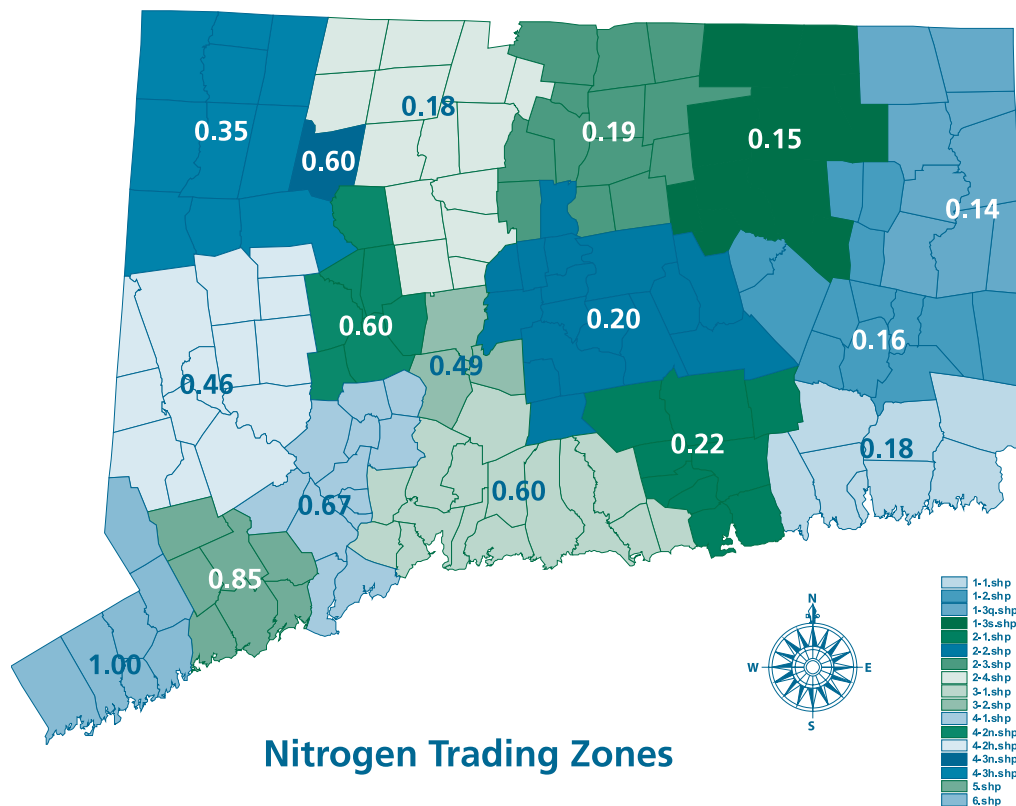 0.18
0.35
0.60
0.19
0.15
0.14
0.60
0.20
0.16
0.49
0.46
0.22
0.18
0.67
0.60
0.85
1.00
N
W E
S
1-1.shp
1-2.shp
1-3q.shp
1-3s.shp
2-1.shp
2-2.shp
2-3.shp
2-4.shp
3-1.shp
3-2.shp
4-1.shp
4-2n.shp
4-2h.shp
4-3n.shp
4-3h.shp
5.shp
6.shp
Nitrogen Trading Zones